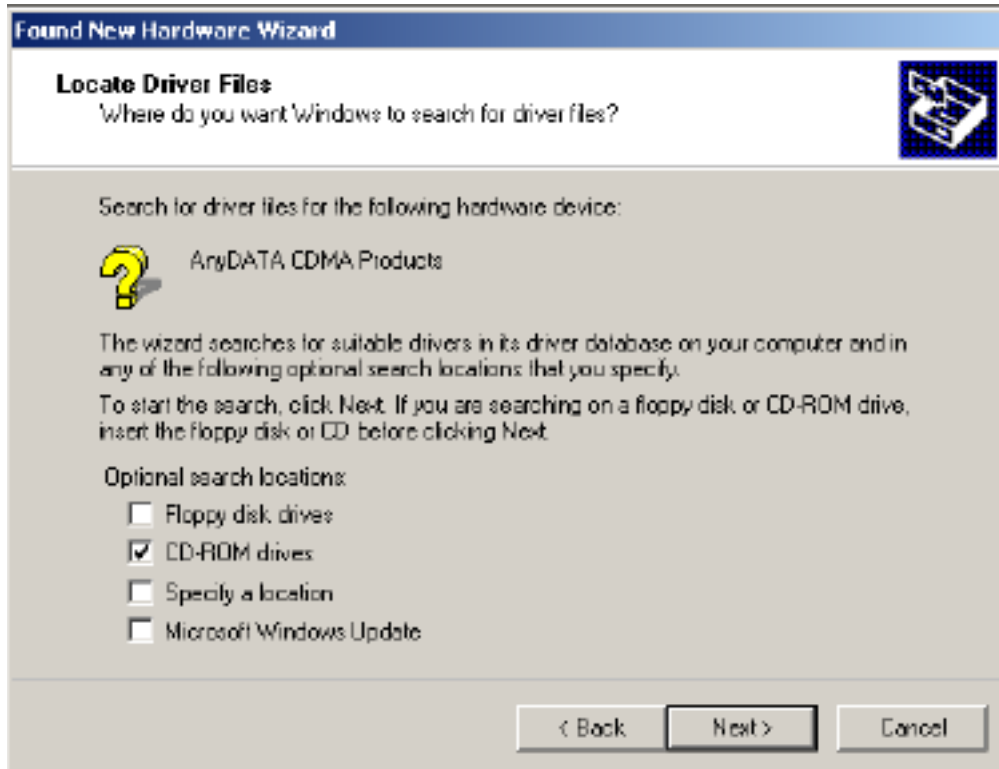 Found New Hardware Wizard
Locate Driver Files
Where do you want Windows to search for driver files?
Search for driver files for the following hardware device:
AnyDATA CDMA Products
The wizard searches for suitable drivers in its driver database on your computer and in
any of the following optional search locations that you specify.
To start the search, click Next. If you are searching on a floppy disk or CD-ROM drive,
insert the floppy disk or CD before clicking Next.
Optional search locations:
Floppy disk drives
CD-ROM drives
Specify a location
Microsoft Windows Update
< Back
Next >
Cancel